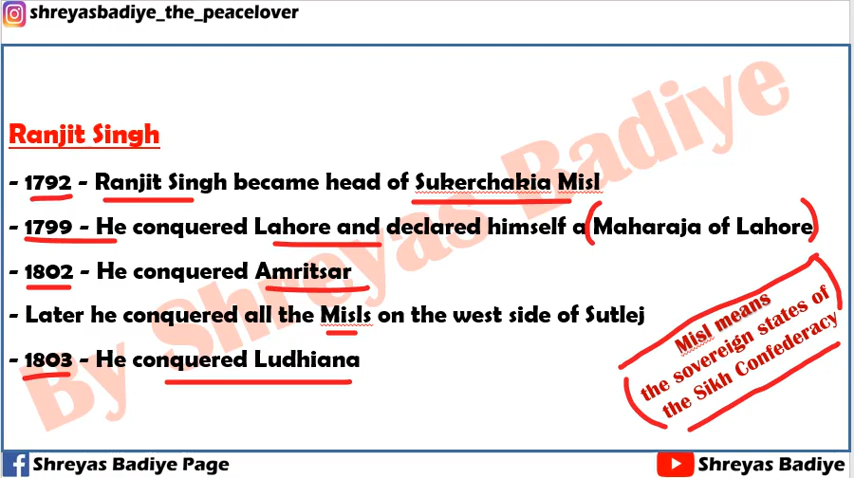 shreyasbadiye_the_peacelover
Ranjit Singh
- 1792 - Ranjit Singh became head of Sukerchakia Misl
- 1799 - He conquered Lahore and declared himself a Maharaja of Lahore
- 1802 - He conquered Amritsar
- Later he conquered all the Misls on the west side of Sutlej
- 1803 - He conquered Ludhiana
Misl means
the sovereign states of
the Sikh Confederacy
By Shreyas Badiye
Shreyas Badiye Page
Shreyas Badiye